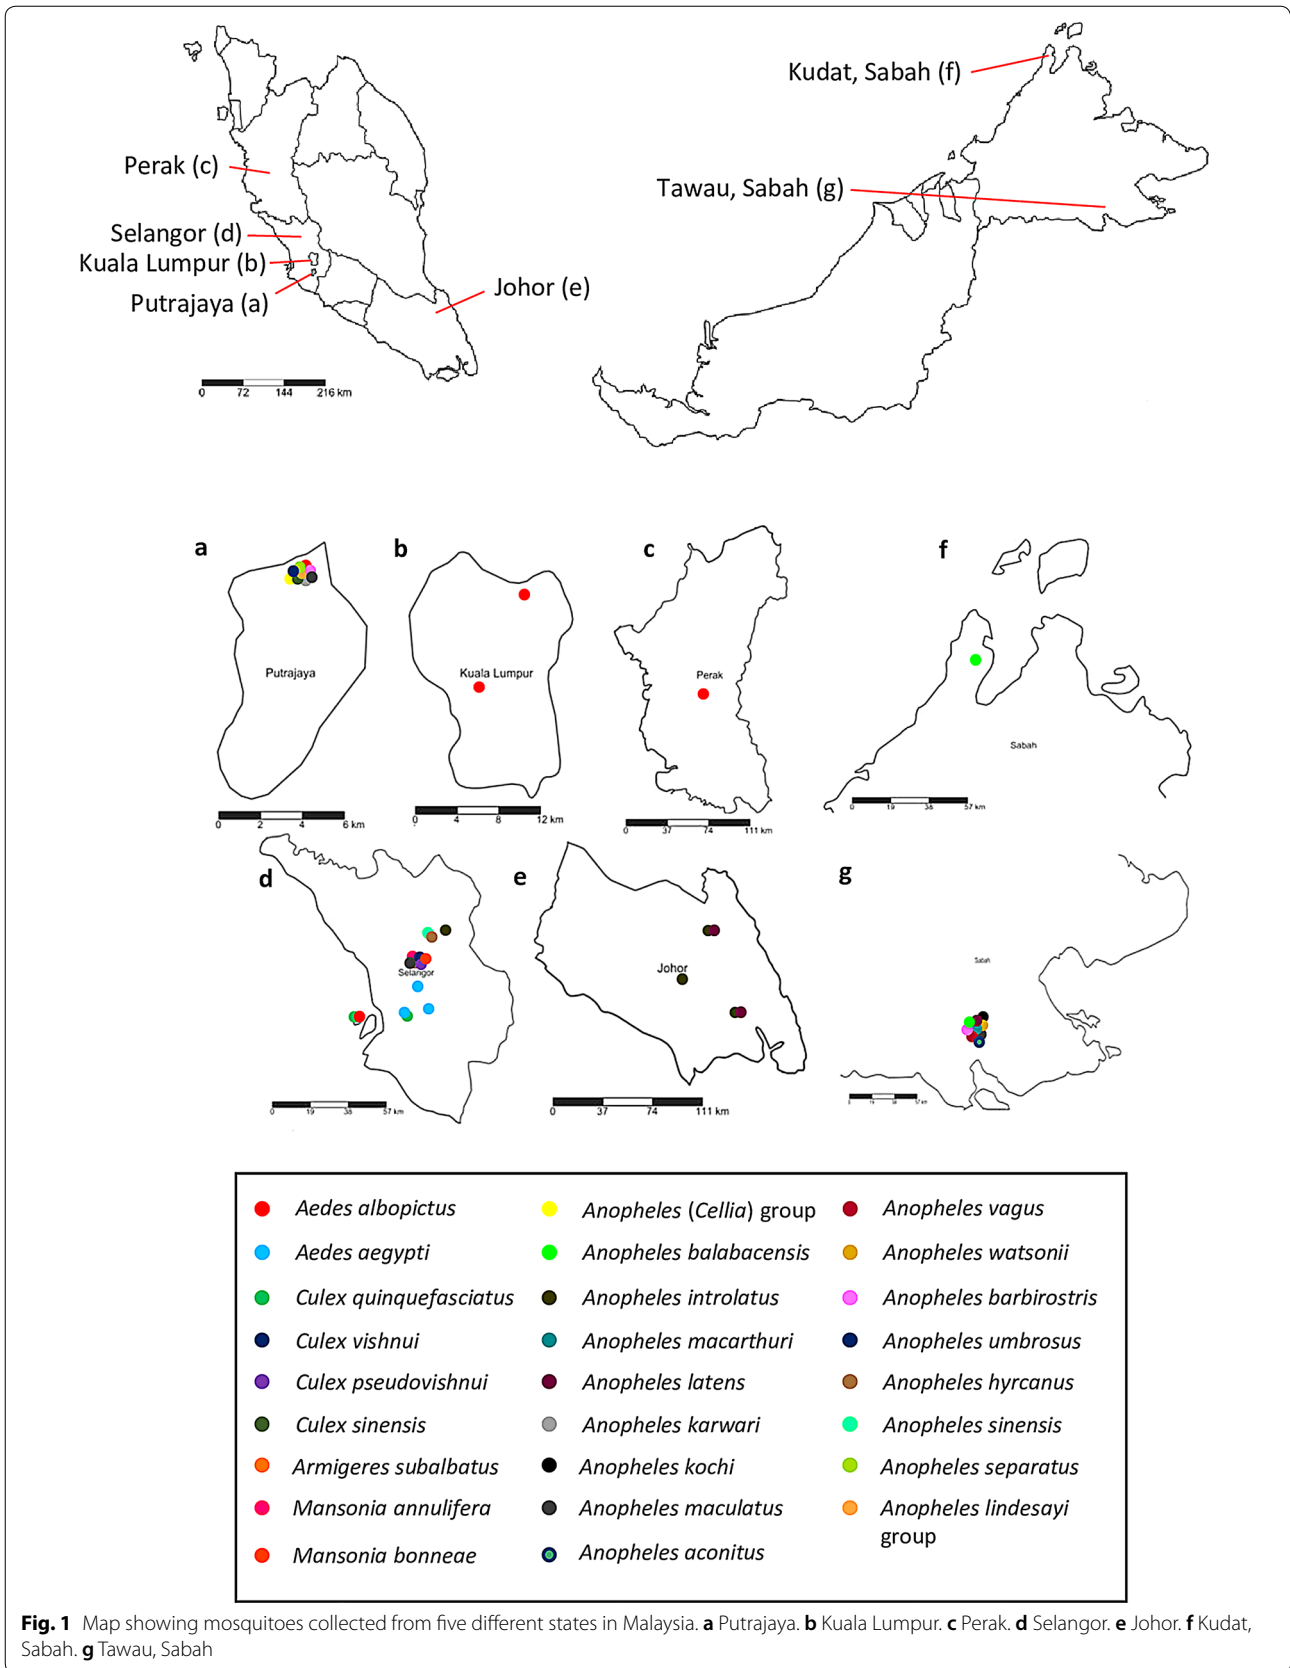 Kudat, Sabah (f)
Perak (c)
Tawau, Sabah (g)
Selangor (d)
Kuala Lumpur (b)
Putrajaya (a)
Johor (e)
0 72 144 216 km
a
b
c
f
Putrajaya
Kuala Lumpur
Perak
Sabah
0 2 4 6 km
0 4 8 12 km
0 37 74 111 km
0 19 38 57 km
d
e
g
Selangor
Johor
Sabah
0 19 38 57 km
0 37 74 111 km
0 19 38 57 km
Aedes albopictus
Aedes aegypti
Culex quinquefasciatus
Culex vishnui
Culex pseudovishnui
Culex sinensis
Armigeres subalbatus
Mansonia annulifera
Mansonia bonneae
Anopheles (Cellia) group
Anopheles balabacensis
Anopheles introlatus
Anopheles macarthuri
Anopheles latens
Anopheles karwari
Anopheles kochi
Anopheles maculatus
Anopheles aconitus
Anopheles vagus
Anopheles watsonii
Anopheles barbirostris
Anopheles umbrosus
Anopheles hyrcanus
Anopheles sinensis
Anopheles separatus
Anopheles lindesayi
group
Fig. 1 Map showing mosquitoes collected from five different states in Malaysia. a Putrajaya. b Kuala Lumpur. c Perak. d Selangor. e Johor. f Kudat,
Sabah. g Tawau, Sabah